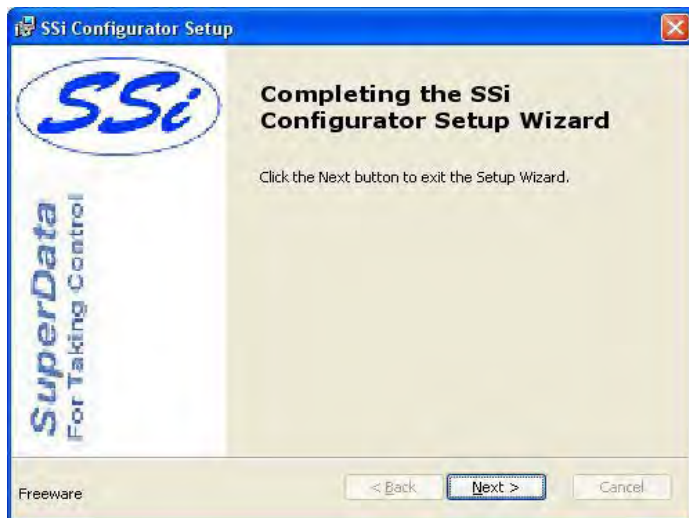 SSi Configurator Setup
SSi
SuperData
For Taking Control
Completing the SSi
Configurator Setup Wizard
Click the Next button to exit the Setup Wizard.
Freeware
< Back
Next >
Cancel